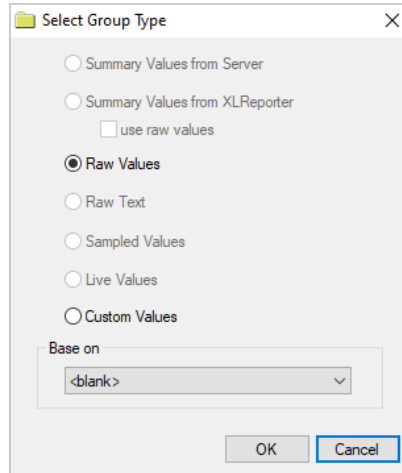 Select Group Type
Summary Values from Server
Summary Values from XLReporter
use raw values
Raw Values
Raw Text
Sampled Values
Live Values
Custom Values
Base on
<blank>
OK Cancel